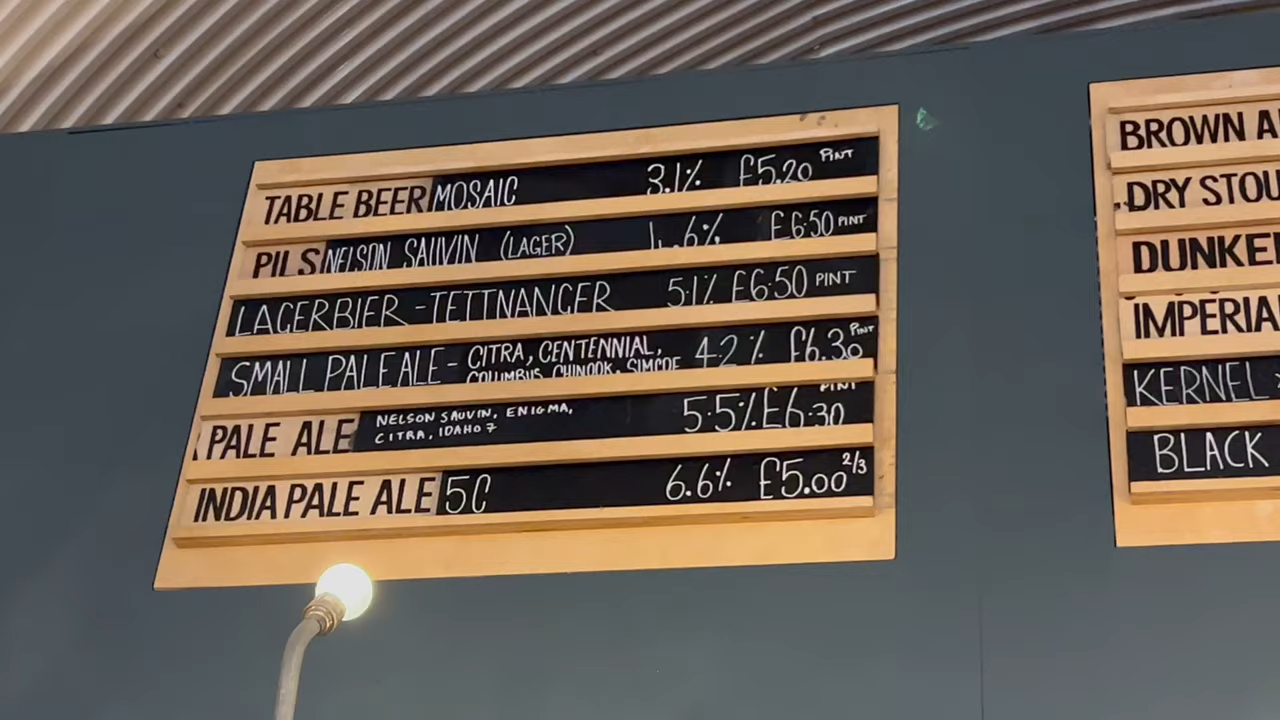 TABLE BEER MOSAIC 3.1% £5.20 PINT
PILS NELSON SAUVIN (LAGER) 4.6% £6.50 PINT
LAGERBIER - TETTNANGER 5.1% £6.50 PINT
SMALL PALE ALE - CITRA, CENTENNIAL, COLUMBUS, CHINOOK, SIMCOE 4.2% £6.30 PINT
PALE ALE NELSON SAUVIN, ENIGMA, CITRA, IDAHO 7 5.5% £6.30 PINT
INDIA PALE ALE 5C 6.6% £5.00 2/3
BROWN A
DRY STOU
DUNKE
IMPERIA
KERNEL
BLACK